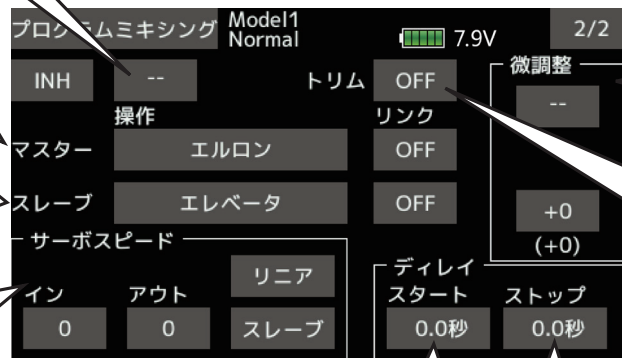 プログラムミキシング Model1 Normal 7.9V 2/2
INH -- トリム OFF 微調整
操作 リンク --
マスター エルロン OFF
スレーブ エレベータ OFF +0
(+0)
サーボスピード
リニア ディレイ
イン アウト スタート ストップ
0 0 スレーブ 0.0秒 0.0秒